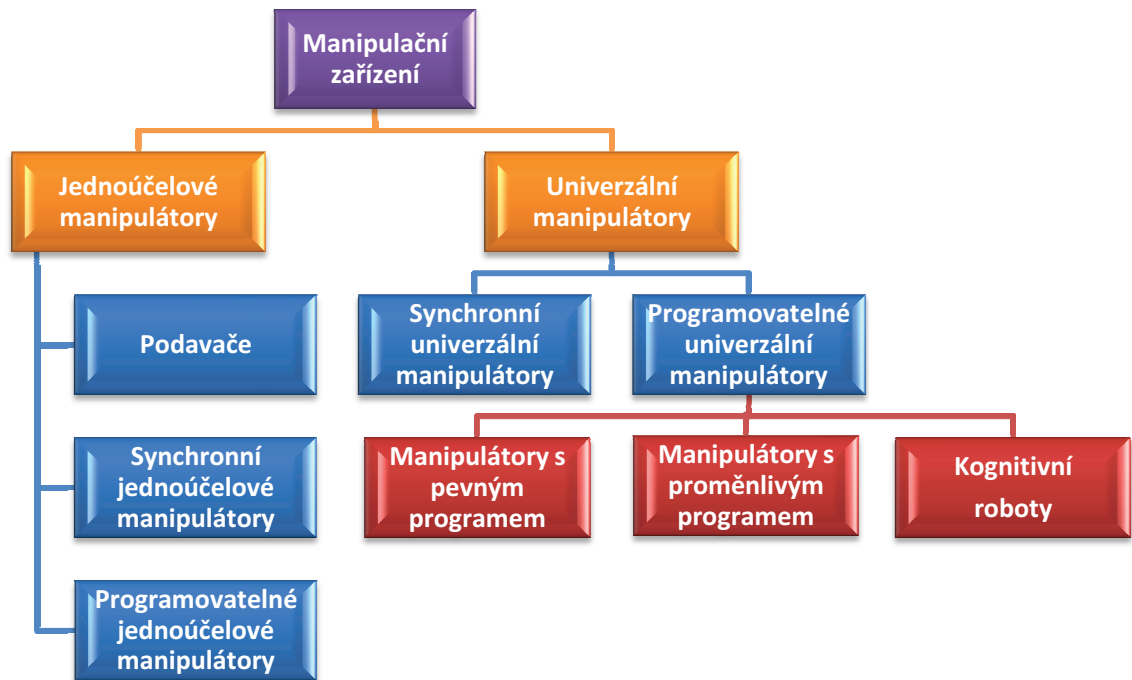 Manipulační
zařízení
Jednoúčelové
manipulátory
Univerzální
manipulátory
Podavače
Synchronní
univerzální
manipulátory
Programovatelné
univerzální
manipulátory
Synchronní
jednoúčelové
manipulátory
Manipulátory s
pevným
programem
Manipulátory s
proměnlivým
programem
Kognitivní
roboty
Programovatelné
jednoúčelové
manipulátory